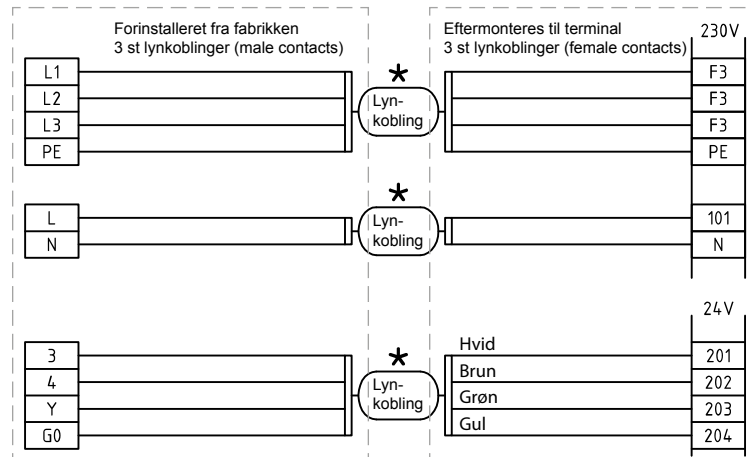 Forinstalleret fra fabrikken
3 st lynkoblinger (male contacts)
Eftermonteres til terminal
3 st lynkoblinger (female contacts)
230V
L1
L2
L3
PE
*
Lyn-
kobling
F3
F3
F3
PE
L
N
*
Lyn-
kobling
101
N
24V
3
4
Y
G0
*
Lyn-
kobling
Hvid
Brun
Grøn
Gul
201
202
203
204